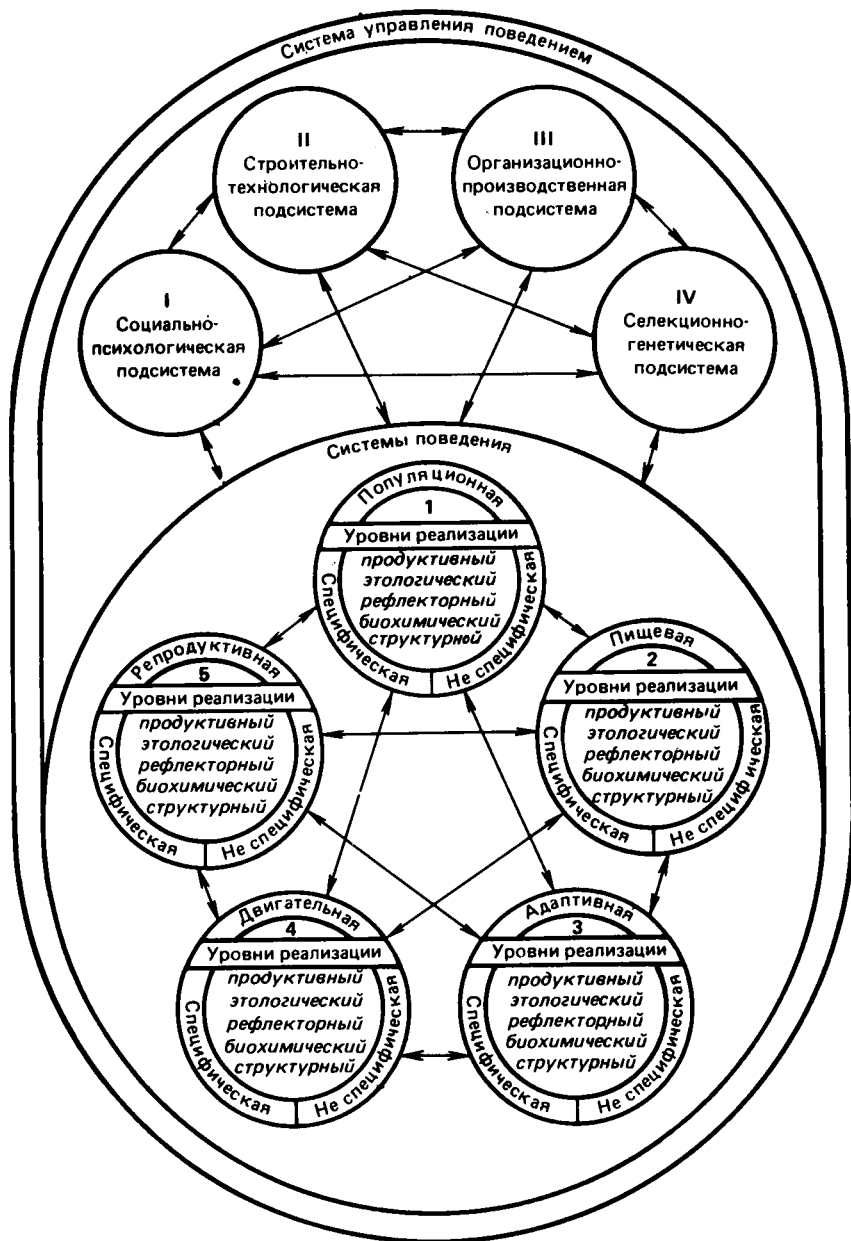 Система управления поведением
II
Строительно-
технологическая
подсистема
III
Организационно-
производственная
подсистема
I
Социально-
психологическая
подсистема
IV
Селекционно-
генетическая
подсистема
Системы поведения
Популяционная
1
Уровни реализации
продуктивный
этологический
рефлекторный
биохимический
структурной
Специфическая
Не специфическая
Репродуктивная
5
Уровни реализации
продуктивный
этологический
рефлекторный
биохимический
структурный
Специфическая
Не специфическая
Пищевая
2
Уровни реализации
продуктивный
этологический
рефлекторный
биохимический
структурный
Специфическая
Не специфическая
Двигательная
4
Уровни реализации
продуктивный
этологический
рефлекторный
биохимический
структурный
Специфическая
Не специфическая
Адаптивная
3
Уровни реализации
продуктивный
этологический
рефлекторный
биохимический
структурный
Специфическая
Не специфическая